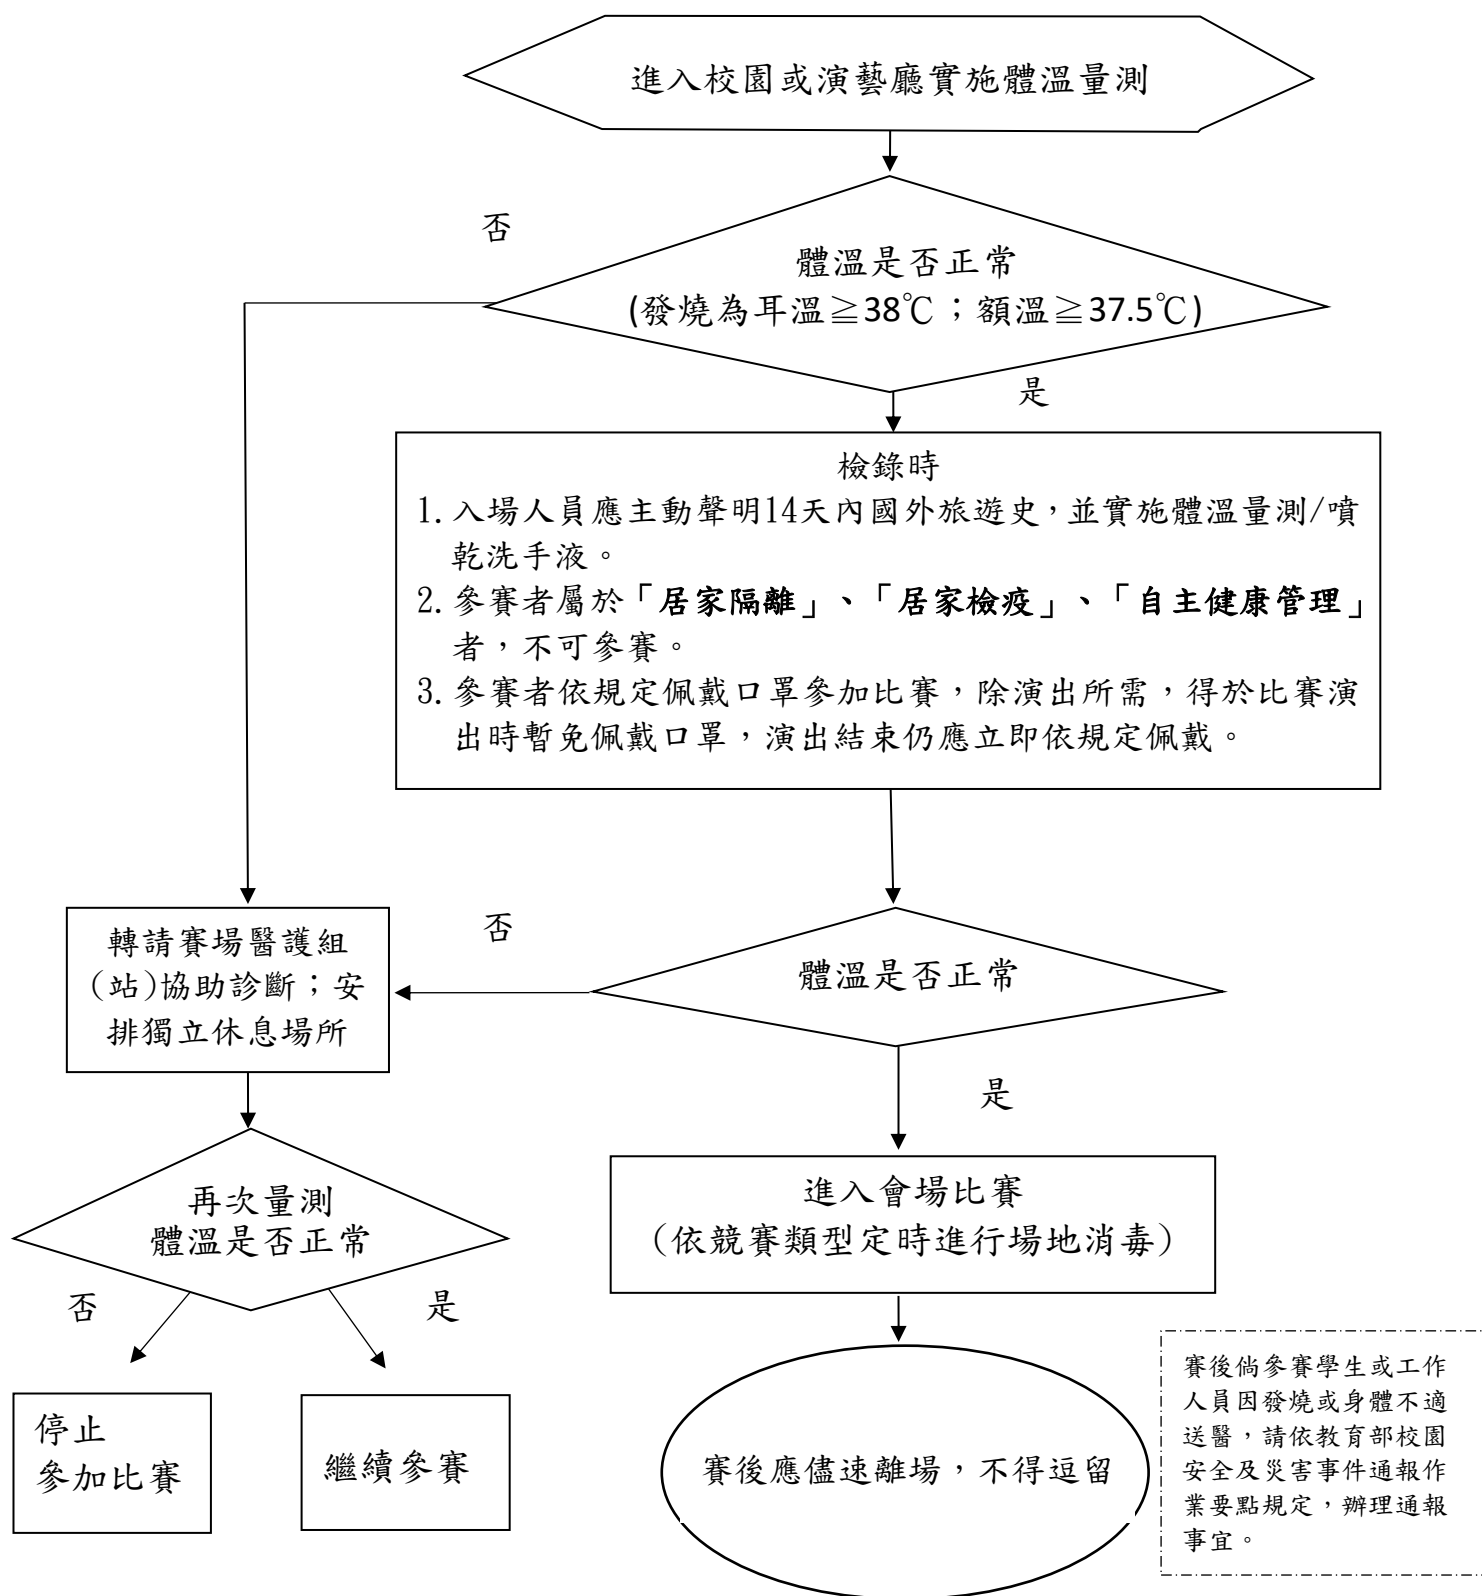 進入校園或演藝廳實施體溫量測
否
體溫是否正常
(發燒為耳溫≧38℃；額溫≧37.5℃)
是
檢錄時
1. 入場人員應主動聲明14天內國外旅遊史，並實施體溫量測/噴
乾洗手液。
2. 參賽者屬於「居家隔離」、「居家檢疫」、「自主健康管理」
者，不可參賽。
3. 參賽者依規定佩戴口罩參加比賽，除演出所需，得於比賽演
出時暫免佩戴口罩，演出結束仍應立即依規定佩戴。
轉請賽場醫護組
(站)協助診斷；安
排獨立休息場所
否
體溫是否正常
是
再次量測
體溫是否正常
進入會場比賽
(依競賽類型定時進行場地消毒)
否
是
停止
參加比賽
繼續參賽
賽後應儘速離場，不得逗留
賽後倘參賽學生或工作
人員因發燒或身體不適
送醫，請依教育部校園
安全及災害事件通報作
業要點規定，辦理通報
事宜。